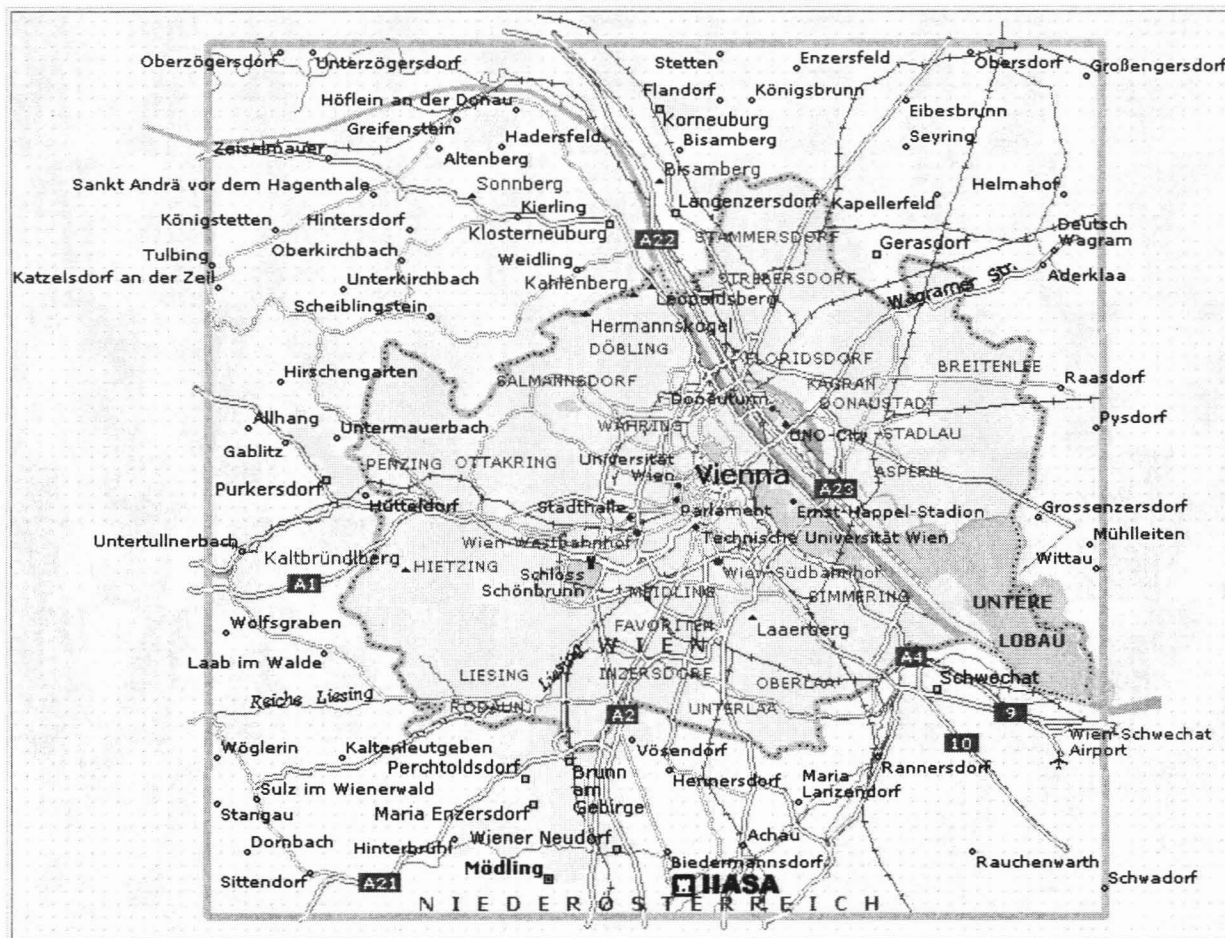 Oberzögersdorf
Unterzögersdorf
Stetten
Enzersfeld
Obersdorf
Großengersdorf
Höflein an der Donau
Flandorf
Königsbrunn
Greifenstein
Korneuburg
Eibesbrunn
Hadersfeld
Bisamberg
Seyring
Zeiselmauer
Altenberg
Bisamberg
Sankt Andrä vor dem Hagenthale
Sonnberg
Helmahof
Königstetten
Hintersdorf
Kierling
Langenzersdorf
Kapellerfeld
Klosterneuburg
A22
STAMMERSDORF
Deutsch
Wagram
Tulbing
Oberkirchbach
Gerasdorf
Katzelsdorf an der Zeil
Unterkirchbach
Weidling
STREBERSDORF
Aderklaa
Kahlenberg
Leopoldsberg
Wagramer Str.
Scheiblingstein
Hermannskogel
DÖBLING
FLORIDSDORF
BREITENLEE
Hirschengarten
SALMANNSDORF
KAGRAN
Raasdorf
Donauturm
DONAUSTADT
Allhang
WÄHRING
Pysdorf
Gablitz
Untermauerbach
UNO-City
STADLAU
PENZING
OTTAKRING
Universität
Wien
Vienna
ASPERN
Purkersdorf
A23
Hütteldorf
Stadthalle
Parlament
Ernst-Happel-Stadion
Grossenzersdorf
Untertullnerbach
Kaltbründlberg
Wien-Westbahnhof
Technische Universität Wien
Mühlleiten
Wittau
A1
HIETZING
Schloss
Schönbrunn
Wien-Südbahnhof
MEIDLING
SIMMERING
UNTERE
LOBAU
Wolfsgraben
FAVORITEN
Laaerberg
WIEN
Laab im Walde
A4
LIESING
Liesing
INZERSDORF
OBERLAA
Schwechat
Reiche Liesing
RODAUN
A2
UNTERLAA
9
Wien-Schwechat
Airport
10
Wöglerin
Kaltenleutgeben
Vösendorf
Perchtoldsdorf
Brunn
am
Gebirge
Hennersdorf
Maria
Lanzendorf
Rannersdorf
Sulz im Wienerwald
Stangau
Maria Enzersdorf
Dornbach
Hinterbrühl
Wiener Neudorf
Achau
Biedermannsdorf
Rauchenwarth
Sittendorf
A21
Mödling
IIASA
Schwadorf
NIEDERÖSTERREICH